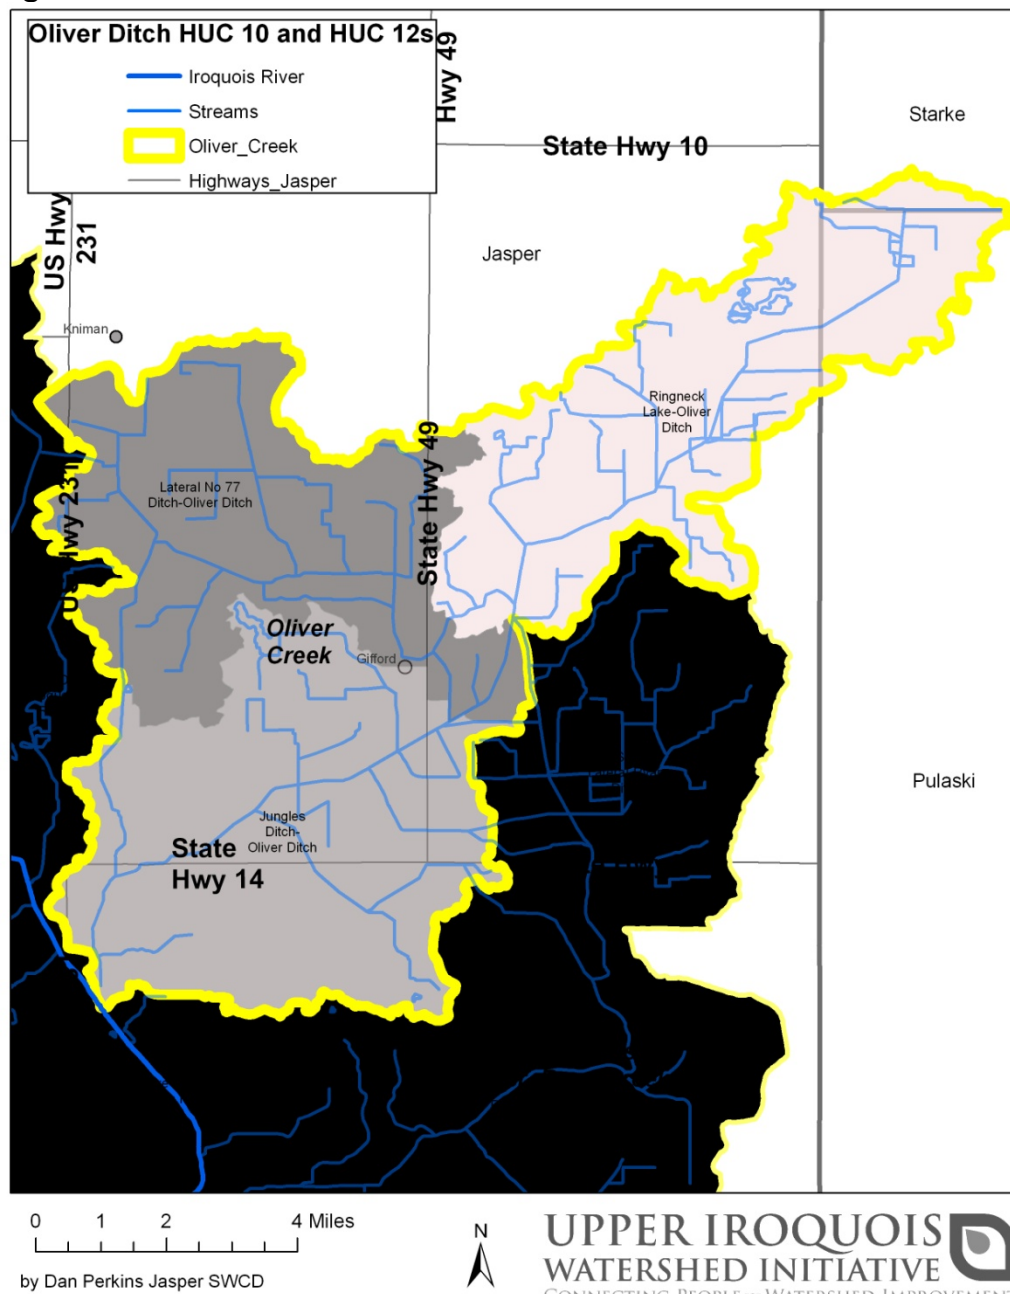 Oliver Ditch HUC 10 and HUC 12s
Iroquois River
Streams
Oliver_Creek
Highways_Jasper
Hwy 49
State Hwy 10
Starke
US Hwy
231
Jasper
Kniman
Ringneck
Lake-Oliver
Ditch
State Hwy 49
Lateral No 77
Ditch-Oliver Ditch
US Hwy 231
Oliver
Creek
Gifford
Pulaski
Jungles
Ditch-
Oliver Ditch
State
Hwy 14
0 1 2 4 Miles
N
by Dan Perkins Jasper SWCD
UPPER IROQUOIS
WATERSHED INITIATIVE